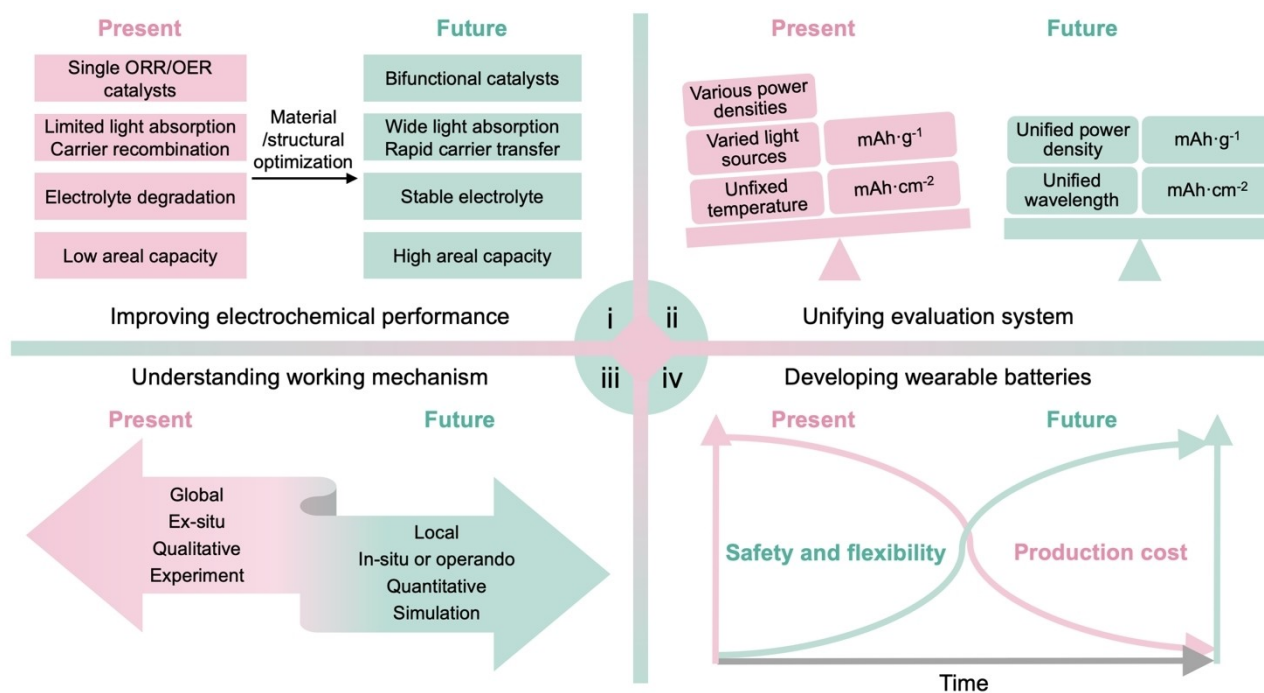 Present
Future
Single ORR/OER
catalysts
Limited light absorption
Carrier recombination
Electrolyte degradation
Low areal capacity
Material
/structural
optimization
Bifunctional catalysts
Wide light absorption
Rapid carrier transfer
Stable electrolyte
High areal capacity
Improving electrochemical performance
i
Present
Future
Various power
densities
Varied light
sources
mAh·g⁻¹
Unfixed
temperature
mAh·cm⁻²
Unified power
density
mAh·g⁻¹
Unified
wavelength
mAh·cm⁻²
Unifying evaluation system
ii
Understanding working mechanism
iii
Present
Future
Global
Ex-situ
Qualitative
Experiment
Local
In-situ or operando
Quantitative
Simulation
Developing wearable batteries
iv
Present
Future
Safety and flexibility
Production cost
Time